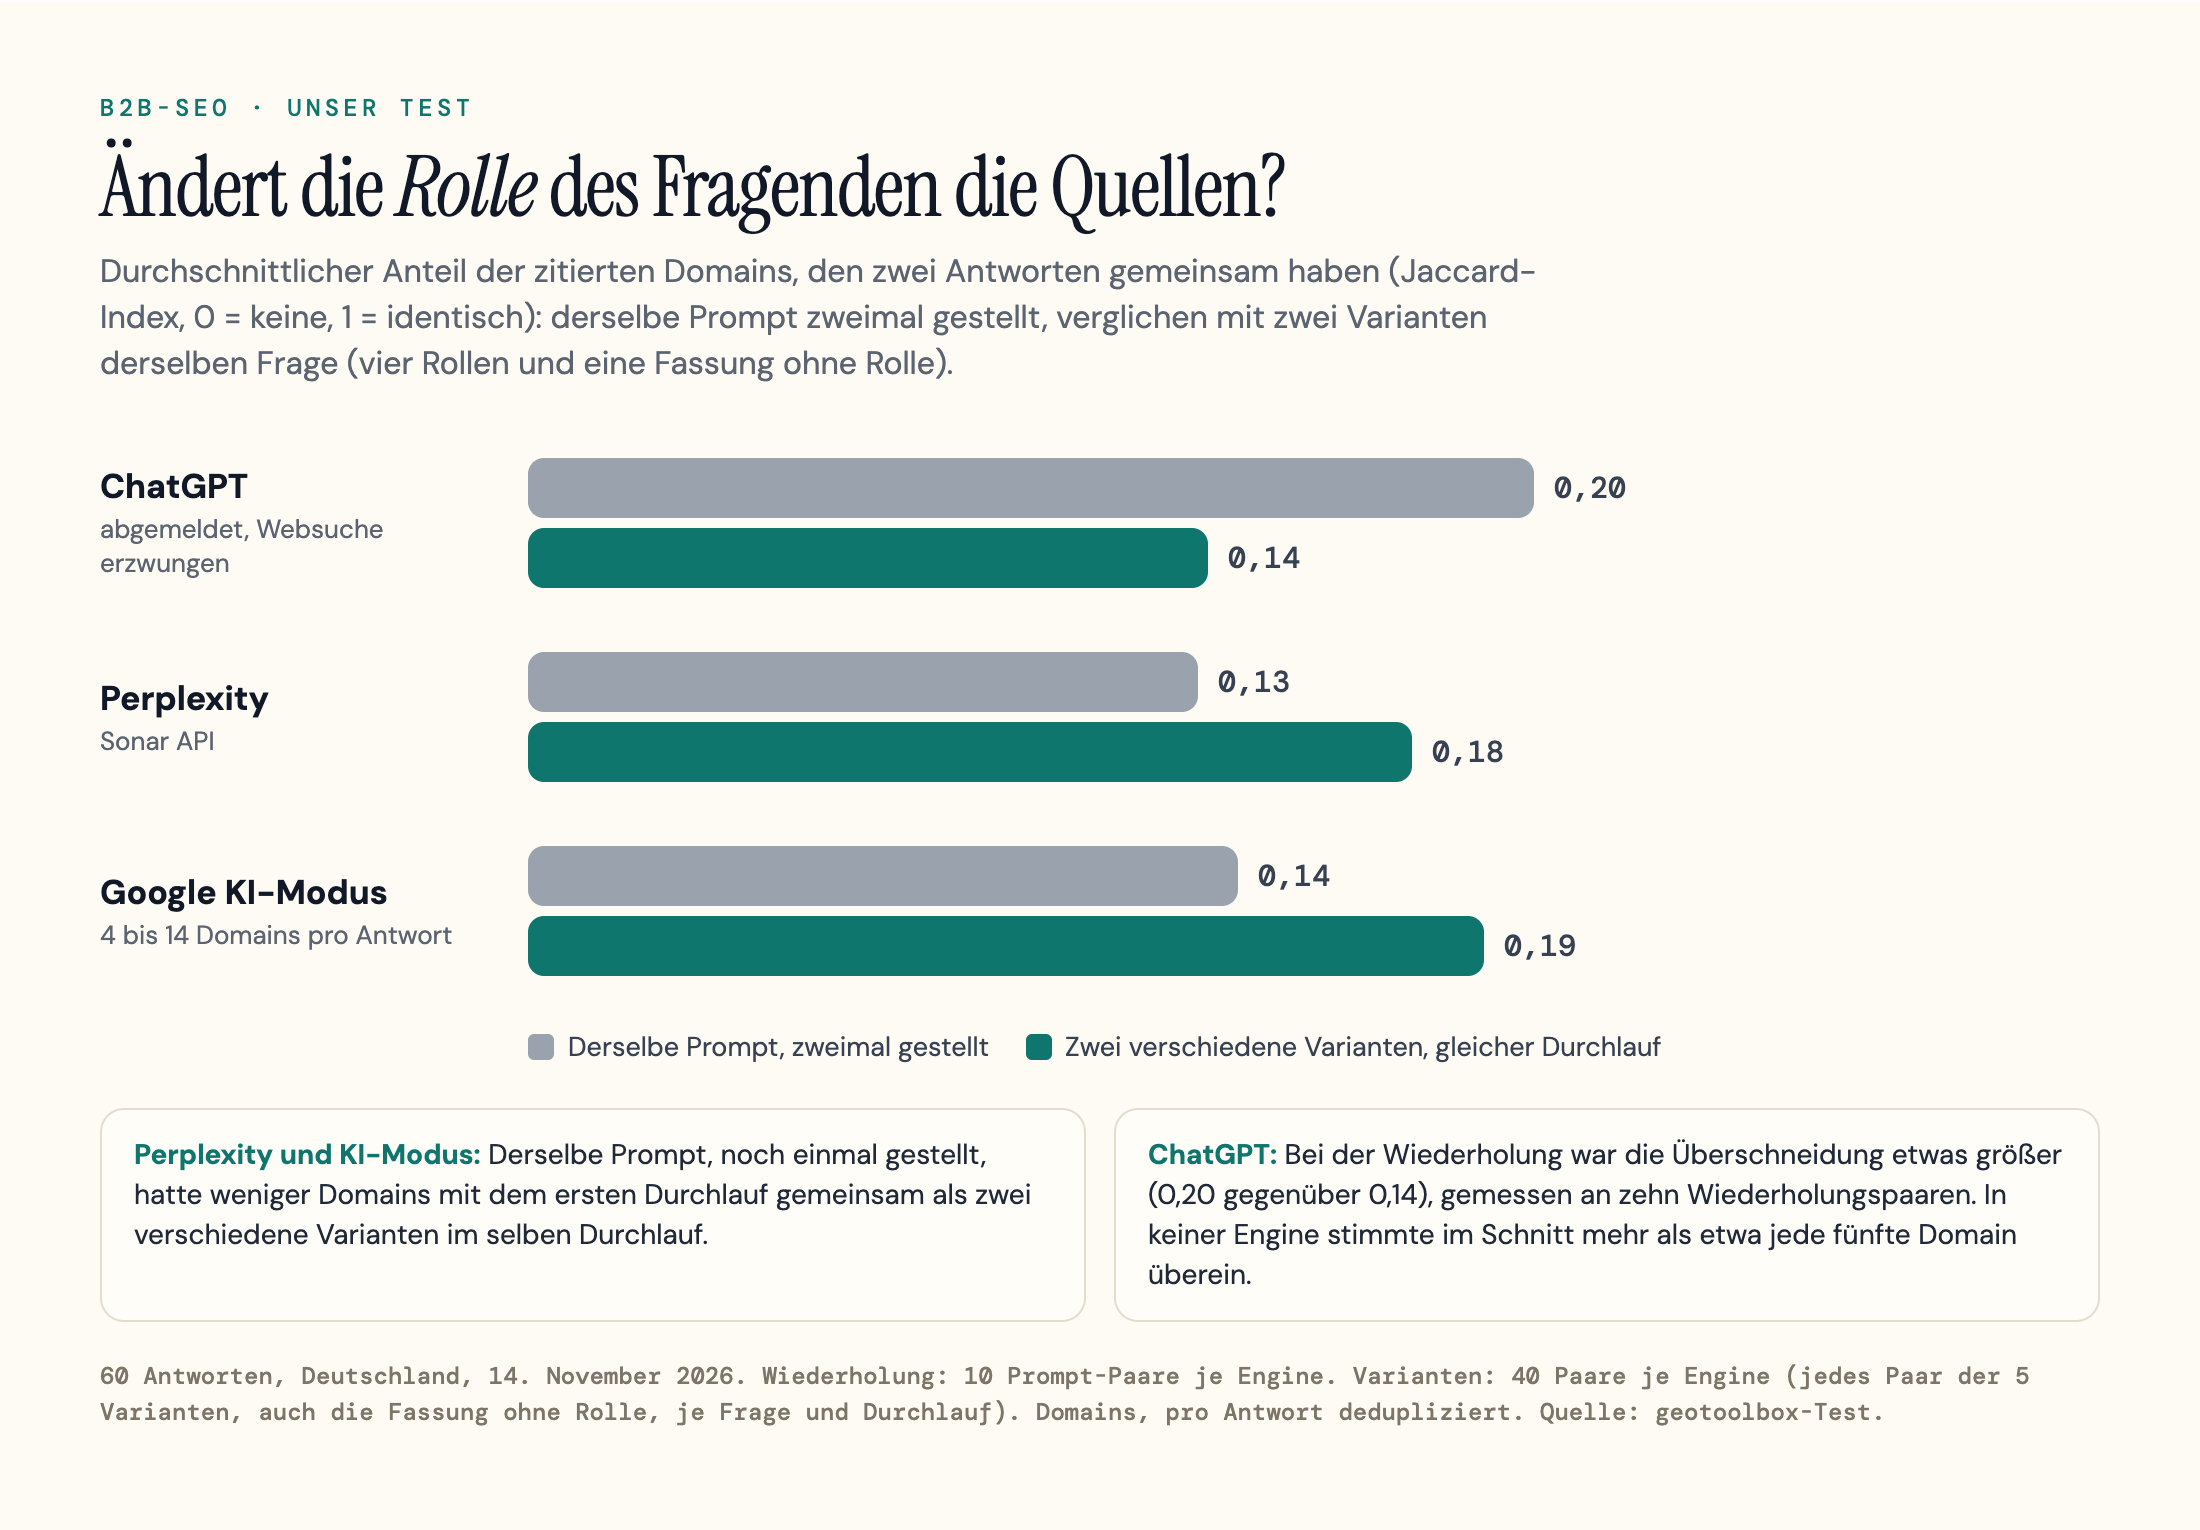 B2B-SEO · UNSER TEST
Ändert die Rolle des Fragenden die Quellen?
Durchschnittlicher Anteil der zitierten Domains, den zwei Antworten gemeinsam haben (Jaccard-
Index, 0 = keine, 1 = identisch): derselbe Prompt zweimal gestellt, verglichen mit zwei Varianten
derselben Frage (vier Rollen und eine Fassung ohne Rolle).
ChatGPT
abgemeldet, Websuche
erzwungen
0,20
0,14
Perplexity
Sonar API
0,13
0,18
Google KI-Modus
4 bis 14 Domains pro Antwort
0,14
0,19
Derselbe Prompt, zweimal gestellt
Zwei verschiedene Varianten, gleicher Durchlauf
Perplexity und KI-Modus: Derselbe Prompt, noch einmal gestellt,
hatte weniger Domains mit dem ersten Durchlauf gemeinsam als zwei
verschiedene Varianten im selben Durchlauf.
ChatGPT: Bei der Wiederholung war die Überschneidung etwas größer
(0,20 gegenüber 0,14), gemessen an zehn Wiederholungspaaren. In
keiner Engine stimmte im Schnitt mehr als etwa jede fünfte Domain
überein.
60 Antworten, Deutschland, 14. November 2026. Wiederholung: 10 Prompt-Paare je Engine. Varianten: 40 Paare je Engine (jedes Paar der 5
Varianten, auch die Fassung ohne Rolle, je Frage und Durchlauf). Domains, pro Antwort dedupliziert. Quelle: geotoolbox-Test.